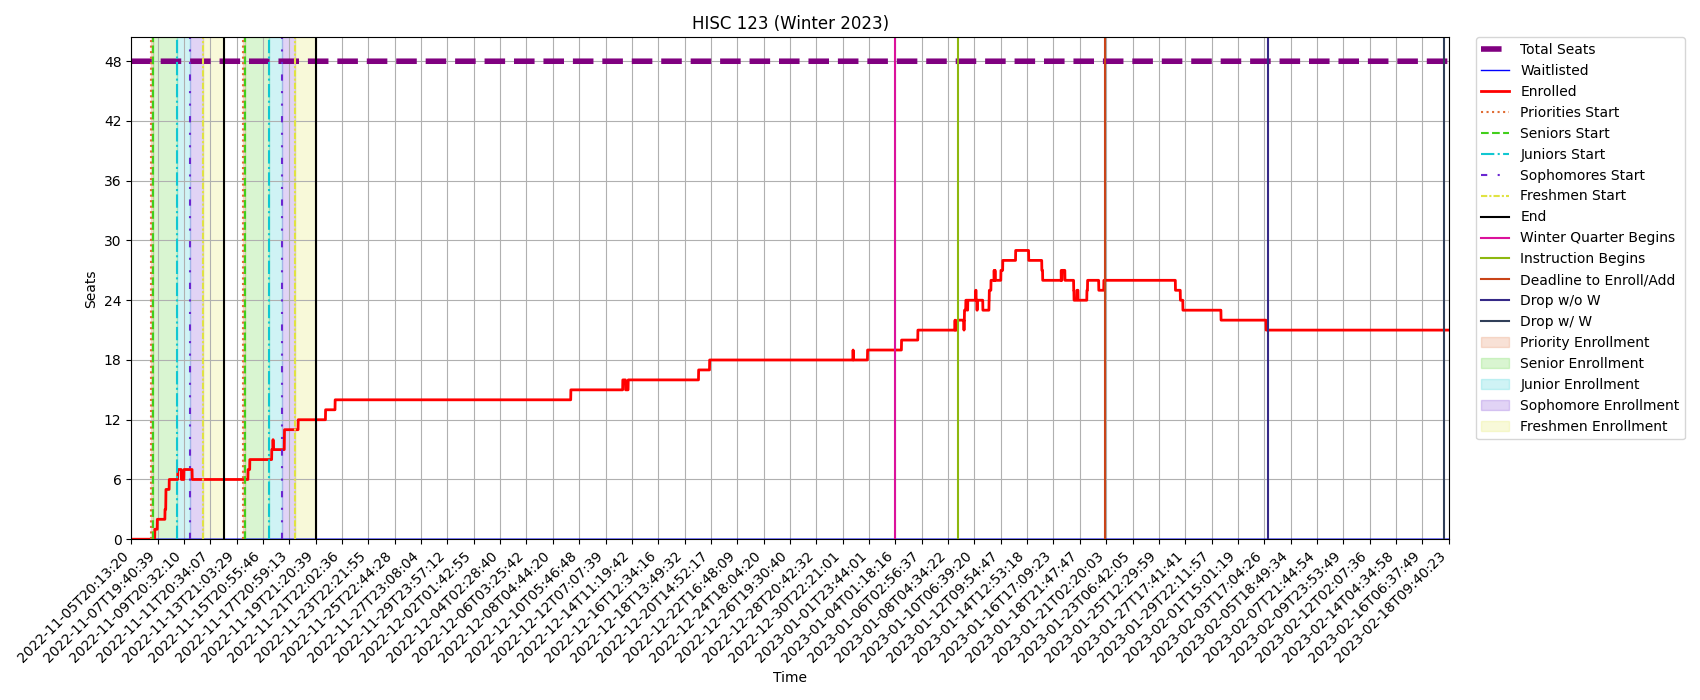 HISC 123 (Winter 2023)
Seats
48
42
36
30
24
18
12
6
0
2022-11-05T20:13:20
2022-11-07T19:40:39
2022-11-09T20:32:10
2022-11-11T20:34:07
2022-11-13T21:03:29
2022-11-15T20:55:46
2022-11-17T20:59:13
2022-11-19T21:20:39
2022-11-21T22:02:36
2022-11-23T22:21:55
2022-11-25T22:44:28
2022-11-27T23:08:04
2022-11-29T23:57:12
2022-12-02T01:42:55
2022-12-04T02:28:40
2022-12-06T03:25:42
2022-12-08T04:44:20
2022-12-10T05:46:48
2022-12-12T07:07:39
2022-12-14T11:19:42
2022-12-16T12:34:16
2022-12-18T13:49:32
2022-12-20T14:52:17
2022-12-22T16:48:09
2022-12-24T18:04:20
2022-12-26T19:30:40
2022-12-28T20:42:32
2022-12-30T22:21:01
2023-01-01T23:44:01
2023-01-04T01:18:16
2023-01-06T02:56:37
2023-01-08T04:34:22
2023-01-10T06:39:20
2023-01-12T09:54:47
2023-01-14T12:53:18
2023-01-16T17:09:23
2023-01-18T21:47:47
2023-01-21T02:20:03
2023-01-23T06:42:05
2023-01-25T12:29:59
2023-01-27T17:41:41
2023-01-29T22:11:57
2023-02-01T15:01:19
2023-02-03T17:04:26
2023-02-05T18:49:34
2023-02-07T21:44:54
2023-02-09T23:53:49
2023-02-12T02:07:36
2023-02-14T04:34:58
2023-02-16T06:37:49
2023-02-18T09:40:23
Time
Total Seats
Waitlisted
Enrolled
Priorities Start
Seniors Start
Juniors Start
Sophomores Start
Freshmen Start
End
Winter Quarter Begins
Instruction Begins
Deadline to Enroll/Add
Drop w/o W
Drop w/ W
Priority Enrollment
Senior Enrollment
Junior Enrollment
Sophomore Enrollment
Freshmen Enrollment